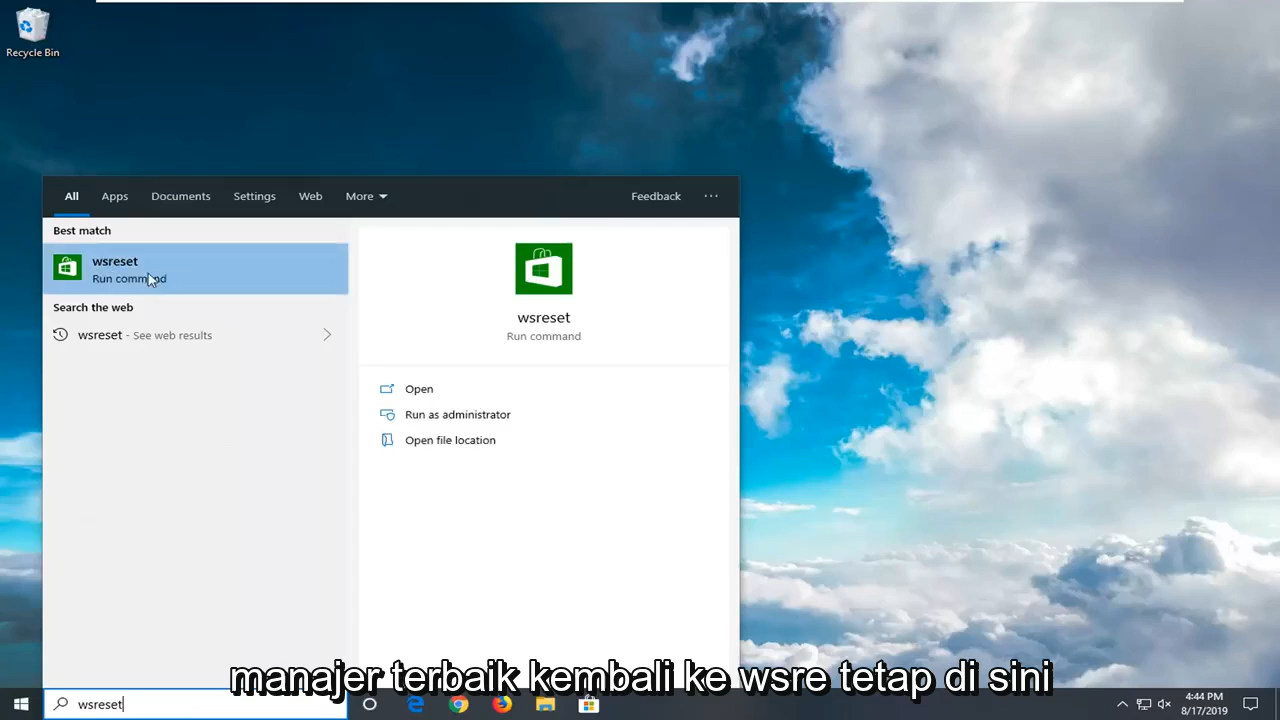 Recycle Bin
All Apps Documents Settings Web More Feedback ...
Best match
wsreset
Run command
Search the web
wsreset - See web results
wsreset
Run command
Open
Run as administrator
Open file location
manajer terbaik kembali ke wsre tetap di sini
wsreset
4:44 PM
8/17/2019